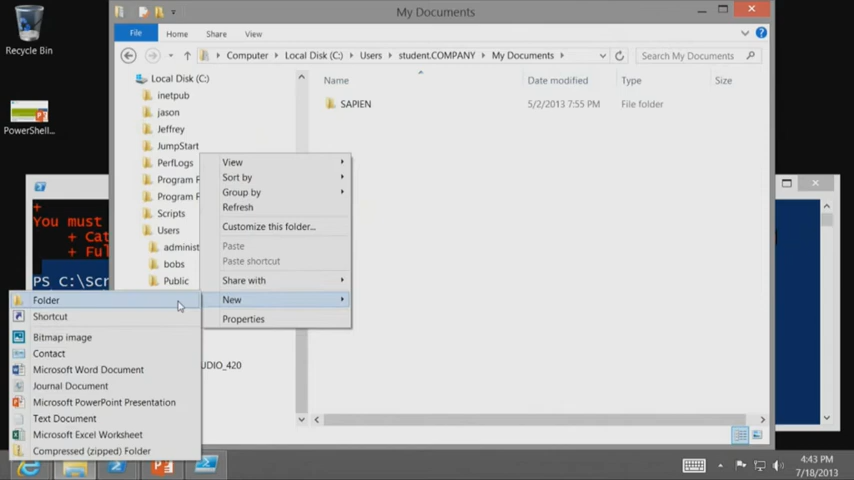 Recycle Bin
PowerShell...
My Documents
File
Home
Share
View
Computer
Local Disk (C:)
Users
student.COMPANY
My Documents
Search My Documents
Local Disk (C:)
inetpub
jason
Jeffrey
JumpStart
PerfLogs
Program F
Program F
Scripts
Users
administ
bobs
Public
UDIO_420
Name
Date modified
Type
Size
SAPIEN
5/2/2013 7:55 PM
File folder
View
Sort by
Group by
Refresh
Customize this folder...
Paste
Paste shortcut
Share with
New
Properties
Folder
Shortcut
Bitmap image
Contact
Microsoft Word Document
Journal Document
Microsoft PowerPoint Presentation
Text Document
Microsoft Excel Worksheet
Compressed (zipped) Folder
+
You must
+ Cat
+ Ful
PS C:\Scr
4:43 PM
7/18/2013